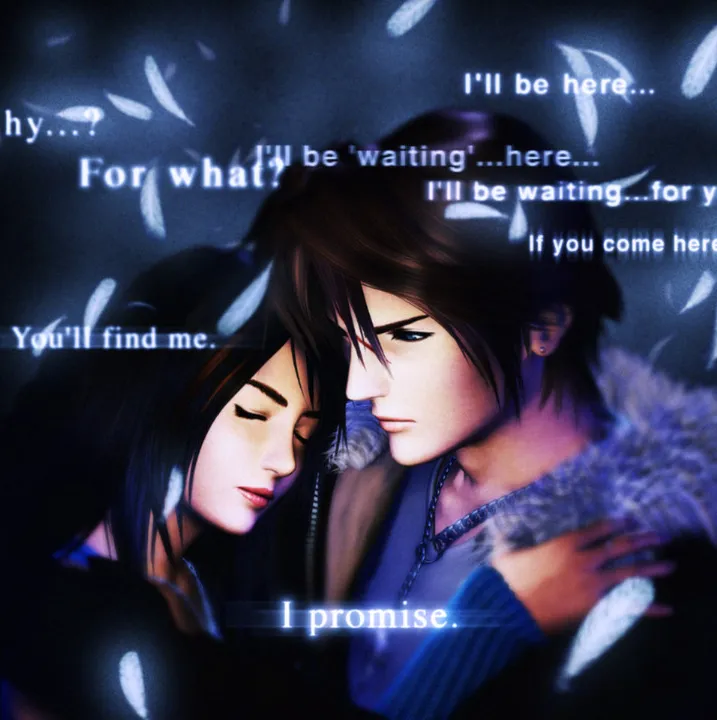 I'll be here...
hy...?
I'll be 'waiting'...here...
For what?
I'll be waiting...for y
If you come here
You'll find me.
I promise.